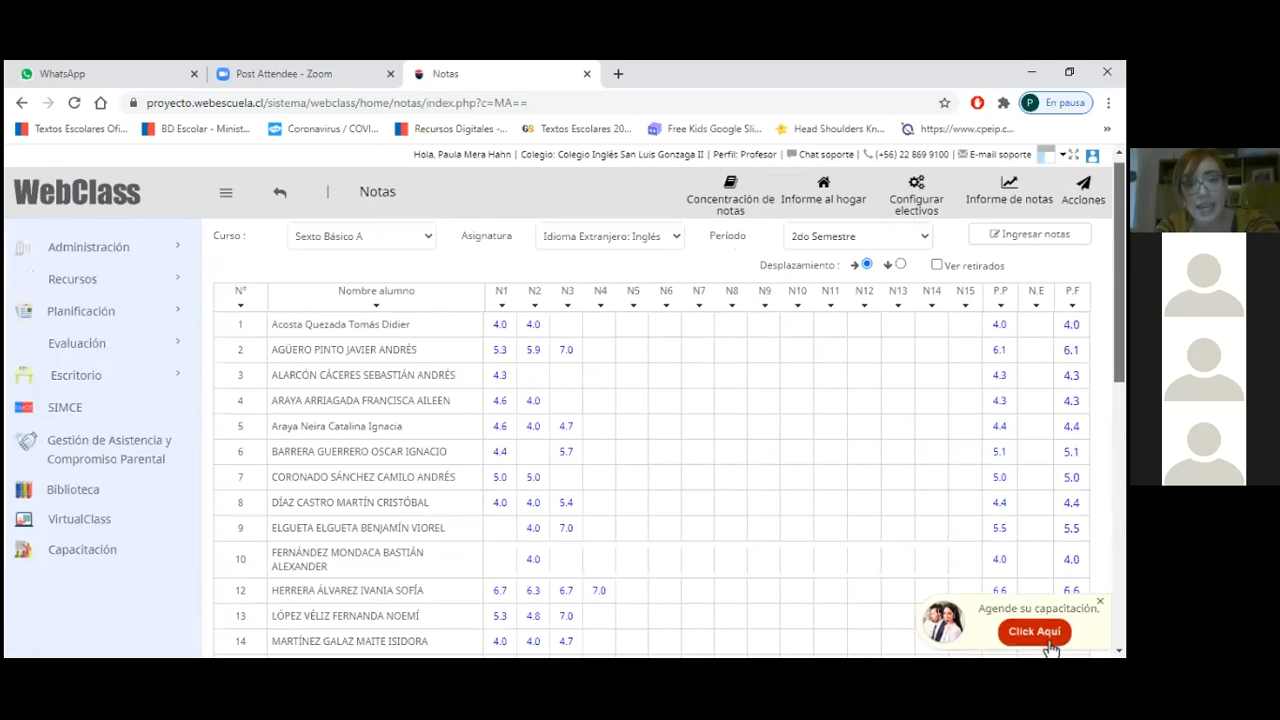 WhatsApp
Post Attendee - Zoom
Notas
proyecto.webescuela.cl/sistema/webclass/home/notas/index.php?c=MA==
P En pausa
Textos Escolares Ofi...
BD Escolar - Minist...
Coronavirus / COVI...
Recursos Digitales -...
GS Textos Escolares 20...
Free Kids Google Sli...
Head Shoulders Kn...
https://www.cpeip.c...
»
Hola, Paula Mera Hahn | Colegio: Colegio Inglés San Luis Gonzaga II | Perfil: Profesor | Chat soporte | (+56) 22 869 9100 | E-mail soporte
WebClass
Notas
Concentración de notas
Informe al hogar
Configurar electivos
Informe de notas
Acciones
Administración
Recursos
Planificación
Evaluación
Escritorio
SIMCE
Gestión de Asistencia y
Compromiso Parental
Biblioteca
VirtualClass
Capacitación
Curso : Sexto Básico A Asignatura Idioma Extranjero: Inglés Período 2do Semestre Ingresar notas
Desplazamiento : Ver retirados
N° Nombre alumno N1 N2 N3 N4 N5 N6 N7 N8 N9 N10 N11 N12 N13 N14 N15 P.P N.E P.F
1 Acosta Quezada Tomás Didier 4.0 4.0 4.0 4.0
2 AGÜERO PINTO JAVIER ANDRÉS 5.3 5.9 7.0 6.1 6.1
3 ALARCÓN CÁCERES SEBASTIÁN ANDRÉS 4.3 4.3 4.3
4 ARAYA ARRIAGADA FRANCISCA AILEEN 4.6 4.0 4.3 4.3
5 Araya Neira Catalina Ignacia 4.6 4.0 4.7 4.4 4.4
6 BARRERA GUERRERO OSCAR IGNACIO 4.4 5.7 5.1 5.1
7 CORONADO SÁNCHEZ CAMILO ANDRÉS 5.0 5.0 5.0 5.0
8 DÍAZ CASTRO MARTÍN CRISTÓBAL 4.0 4.0 5.4 4.4 4.4
9 ELGUETA ELGUETA BENJAMÍN VIOREL 4.0 7.0 5.5 5.5
10 FERNÁNDEZ MONDACA BASTIÁN ALEXANDER 4.0 4.0 4.0
12 HERRERA ÁLVAREZ IVANIA SOFÍA 6.7 6.3 6.7 7.0 6.6 6.6
13 LÓPEZ VÉLIZ FERNANDA NOEMÍ 5.3 4.8 7.0
14 MARTÍNEZ GALAZ MAITE ISIDORA 4.0 4.0 4.7
Agende su capacitación.
Click Aquí